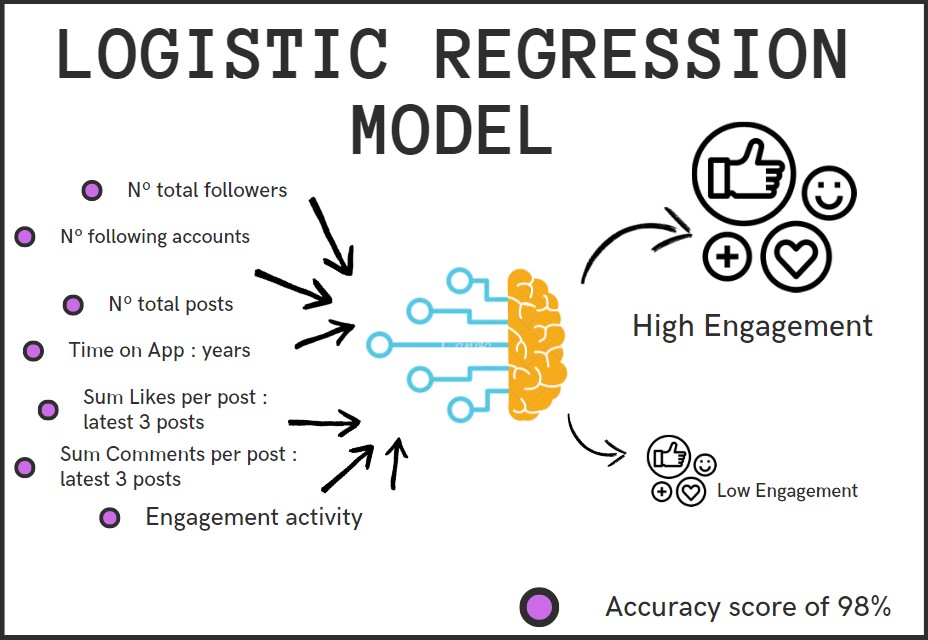 LOGISTIC REGRESSION
MODEL
Nº total followers
Nº following accounts
Nº total posts
Time on App : years
Sum Likes per post :
latest 3 posts
Sum Comments per post :
latest 3 posts
Engagement activity
High Engagement
Low Engagement
Accuracy score of 98%